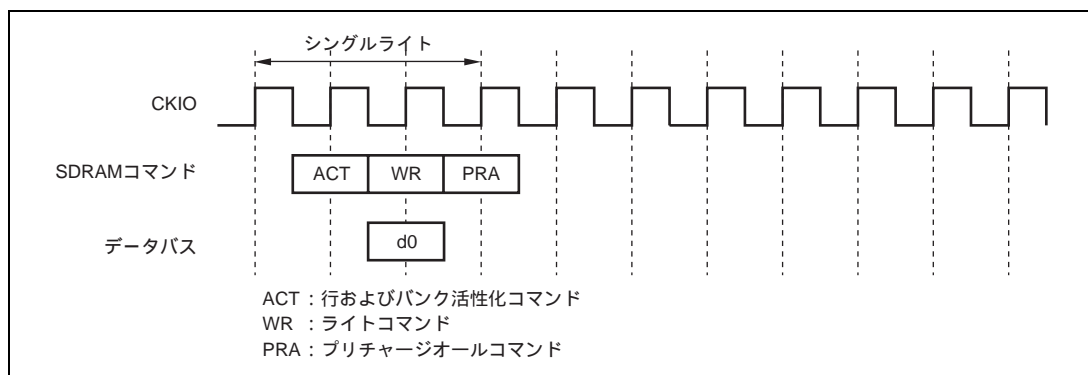 シングルライト
CKIO
SDRAMコマンド
ACT WR PRA
データバス
d0
ACT : 行およびバンク活性化コマンド
WR : ライトコマンド
PRA : プリチャージオールコマンド